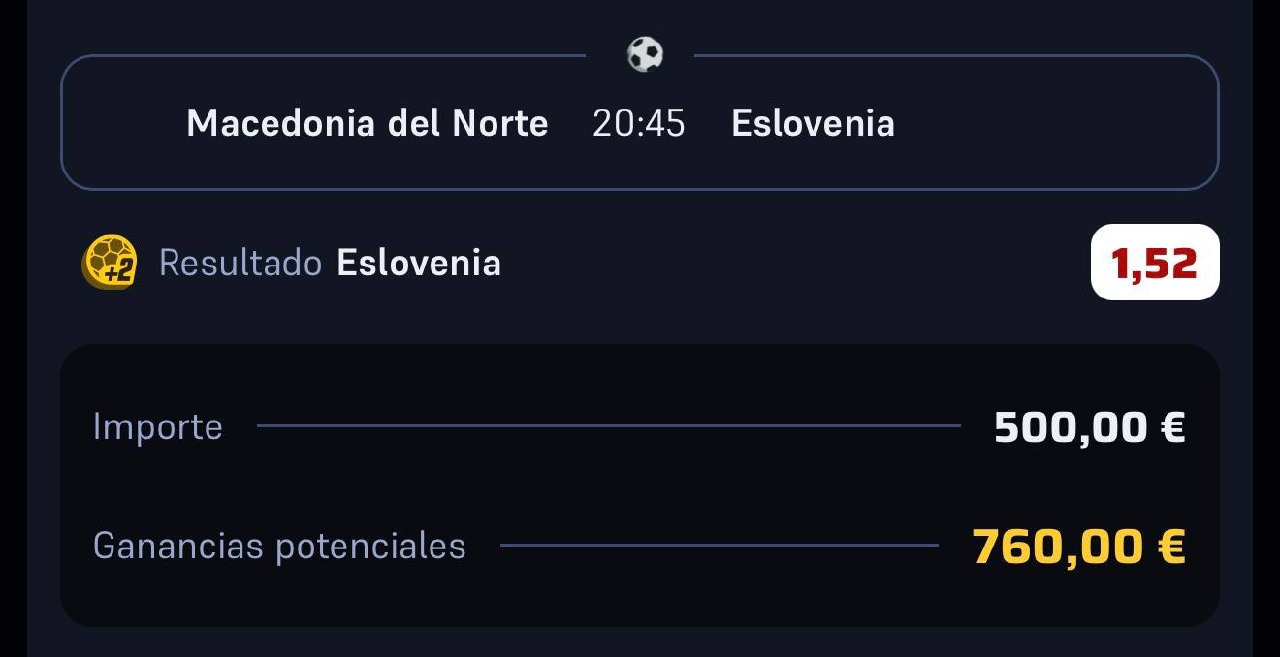 Macedonia del Norte 20:45 Eslovenia
+2 Resultado Eslovenia 1,52
Importe 500,00 €
Ganancias potenciales 760,00 €